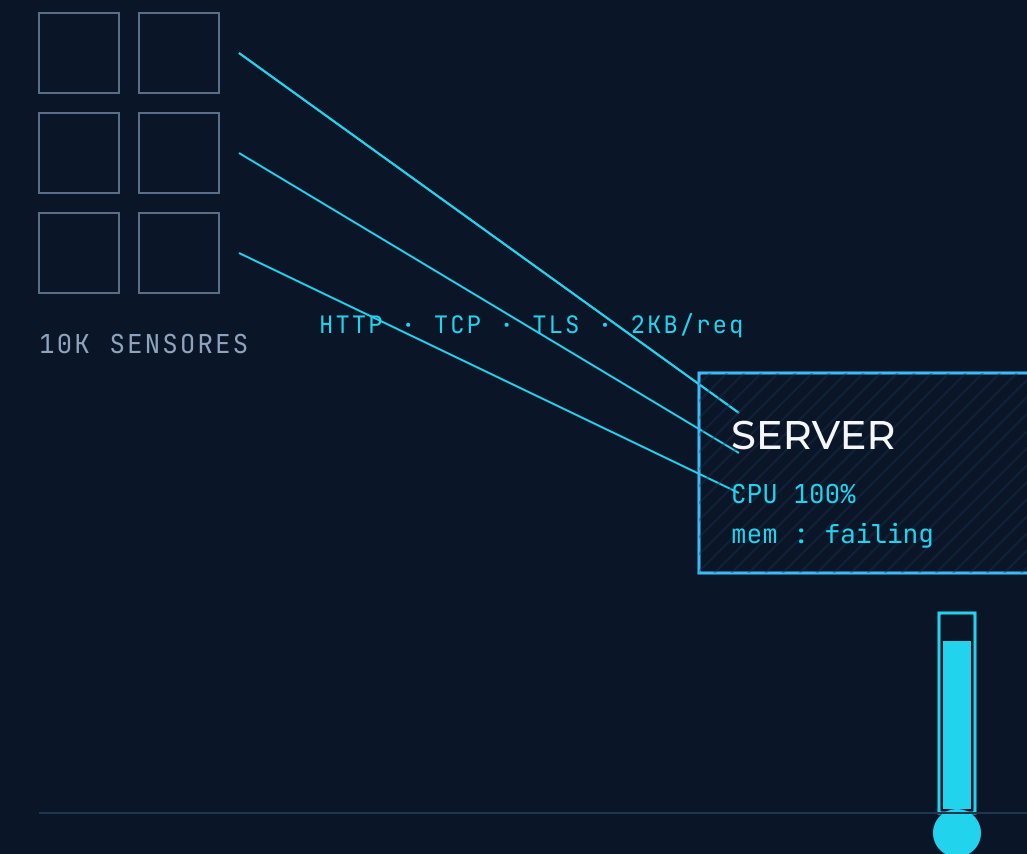 HTTP · TCP · TLS · 2KB/req
10K SENSORES
SERVER
CPU 100%
mem : failing